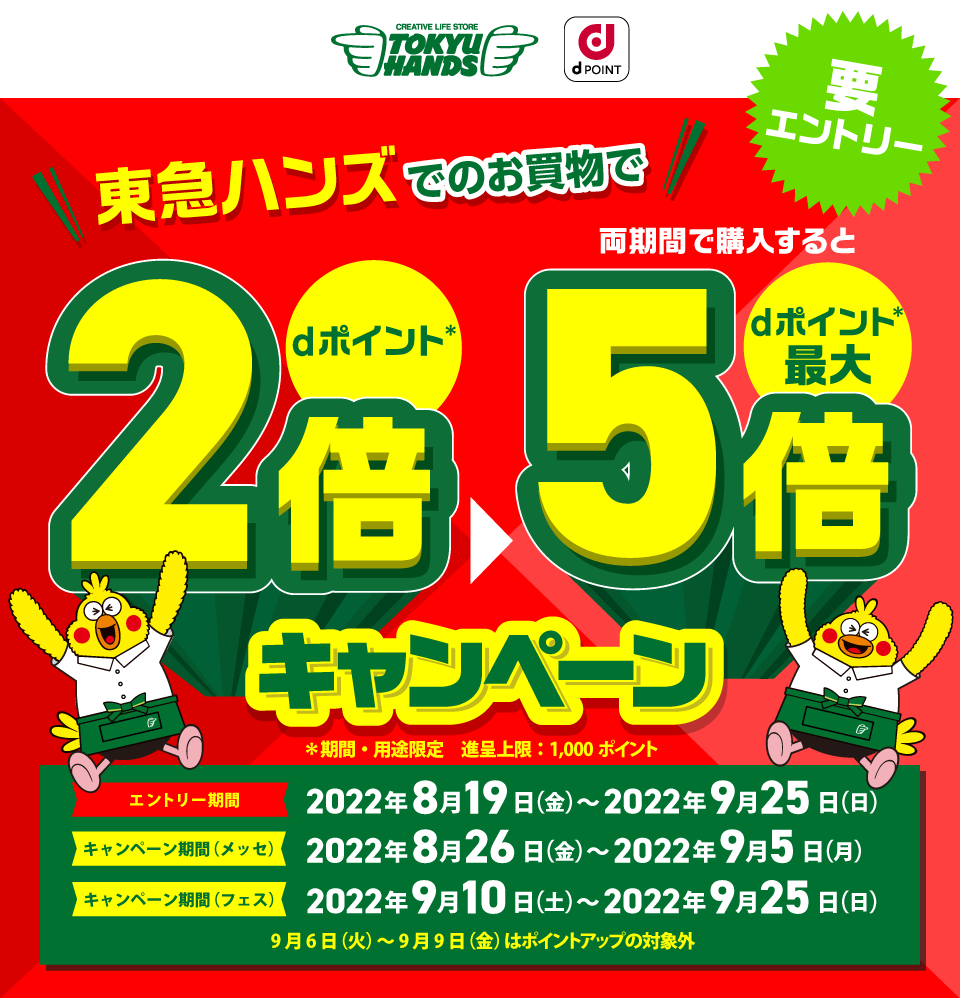 CREATIVE LIFE STORE
TOKYU
HANDS
d POINT
要
エントリー
東急ハンズでのお買物で
両期間で購入すると
2倍
dポイント*
5倍
dポイント*
最大
キャンペーン
＊期間・用途限定　進呈上限：1,000 ポイント
エントリー期間 2022年8月19日(金)～2022年9月25日(日)
キャンペーン期間(メッセ) 2022年8月26日(金)～2022年9月5日(月)
キャンペーン期間(フェス) 2022年9月10日(土)～2022年9月25日(日)
9月6日(火)～9月9日(金)はポイントアップの対象外